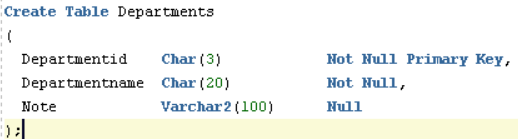 Create Table Departments
(
Departmentid Char(3) Not Null Primary Key,
Departmentname Char(20) Not Null,
Note Varchar2(100) Null
);